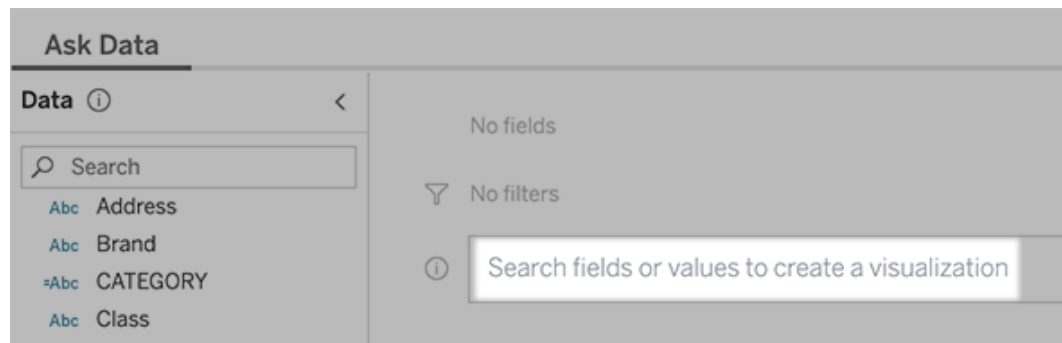 Ask Data
Data
Search
Abc Address
Abc Brand
=Abc CATEGORY
Abc Class
No fields
No filters
Search fields or values to create a visualization